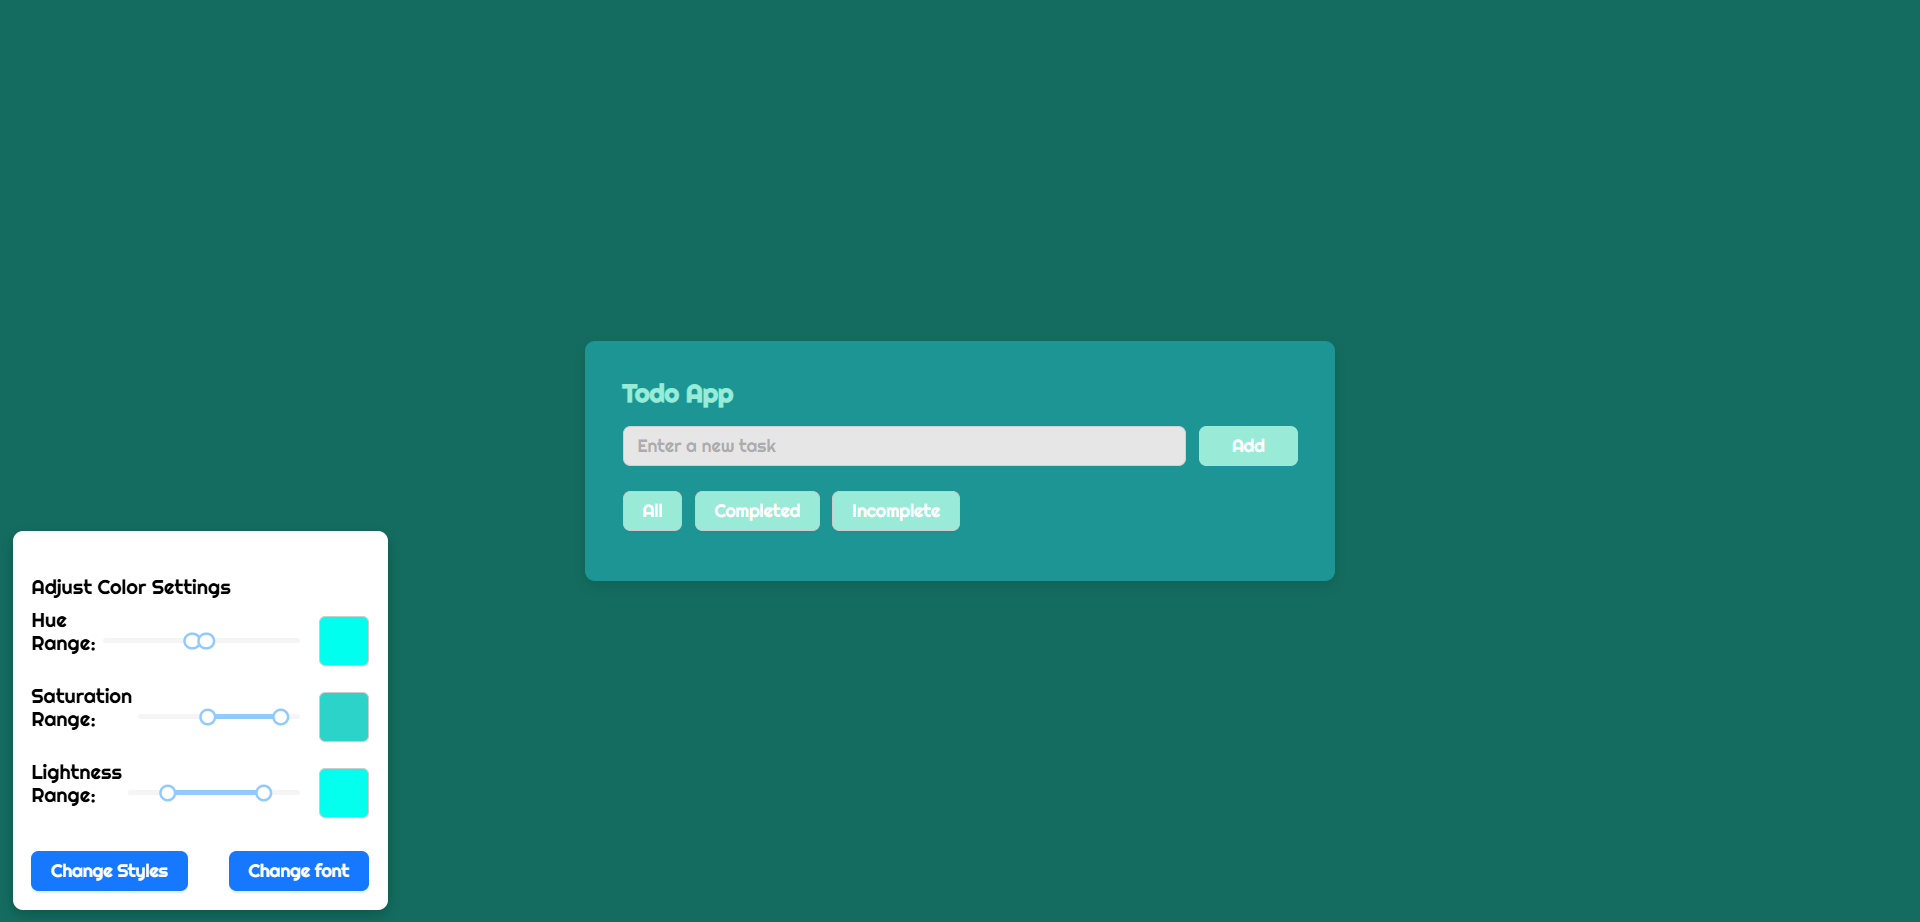 Todo App
Enter a new task
Add
All
Completed
Incomplete
Adjust Color Settings
Hue
Range:
Saturation
Range:
Lightness
Range:
Change Styles
Change font